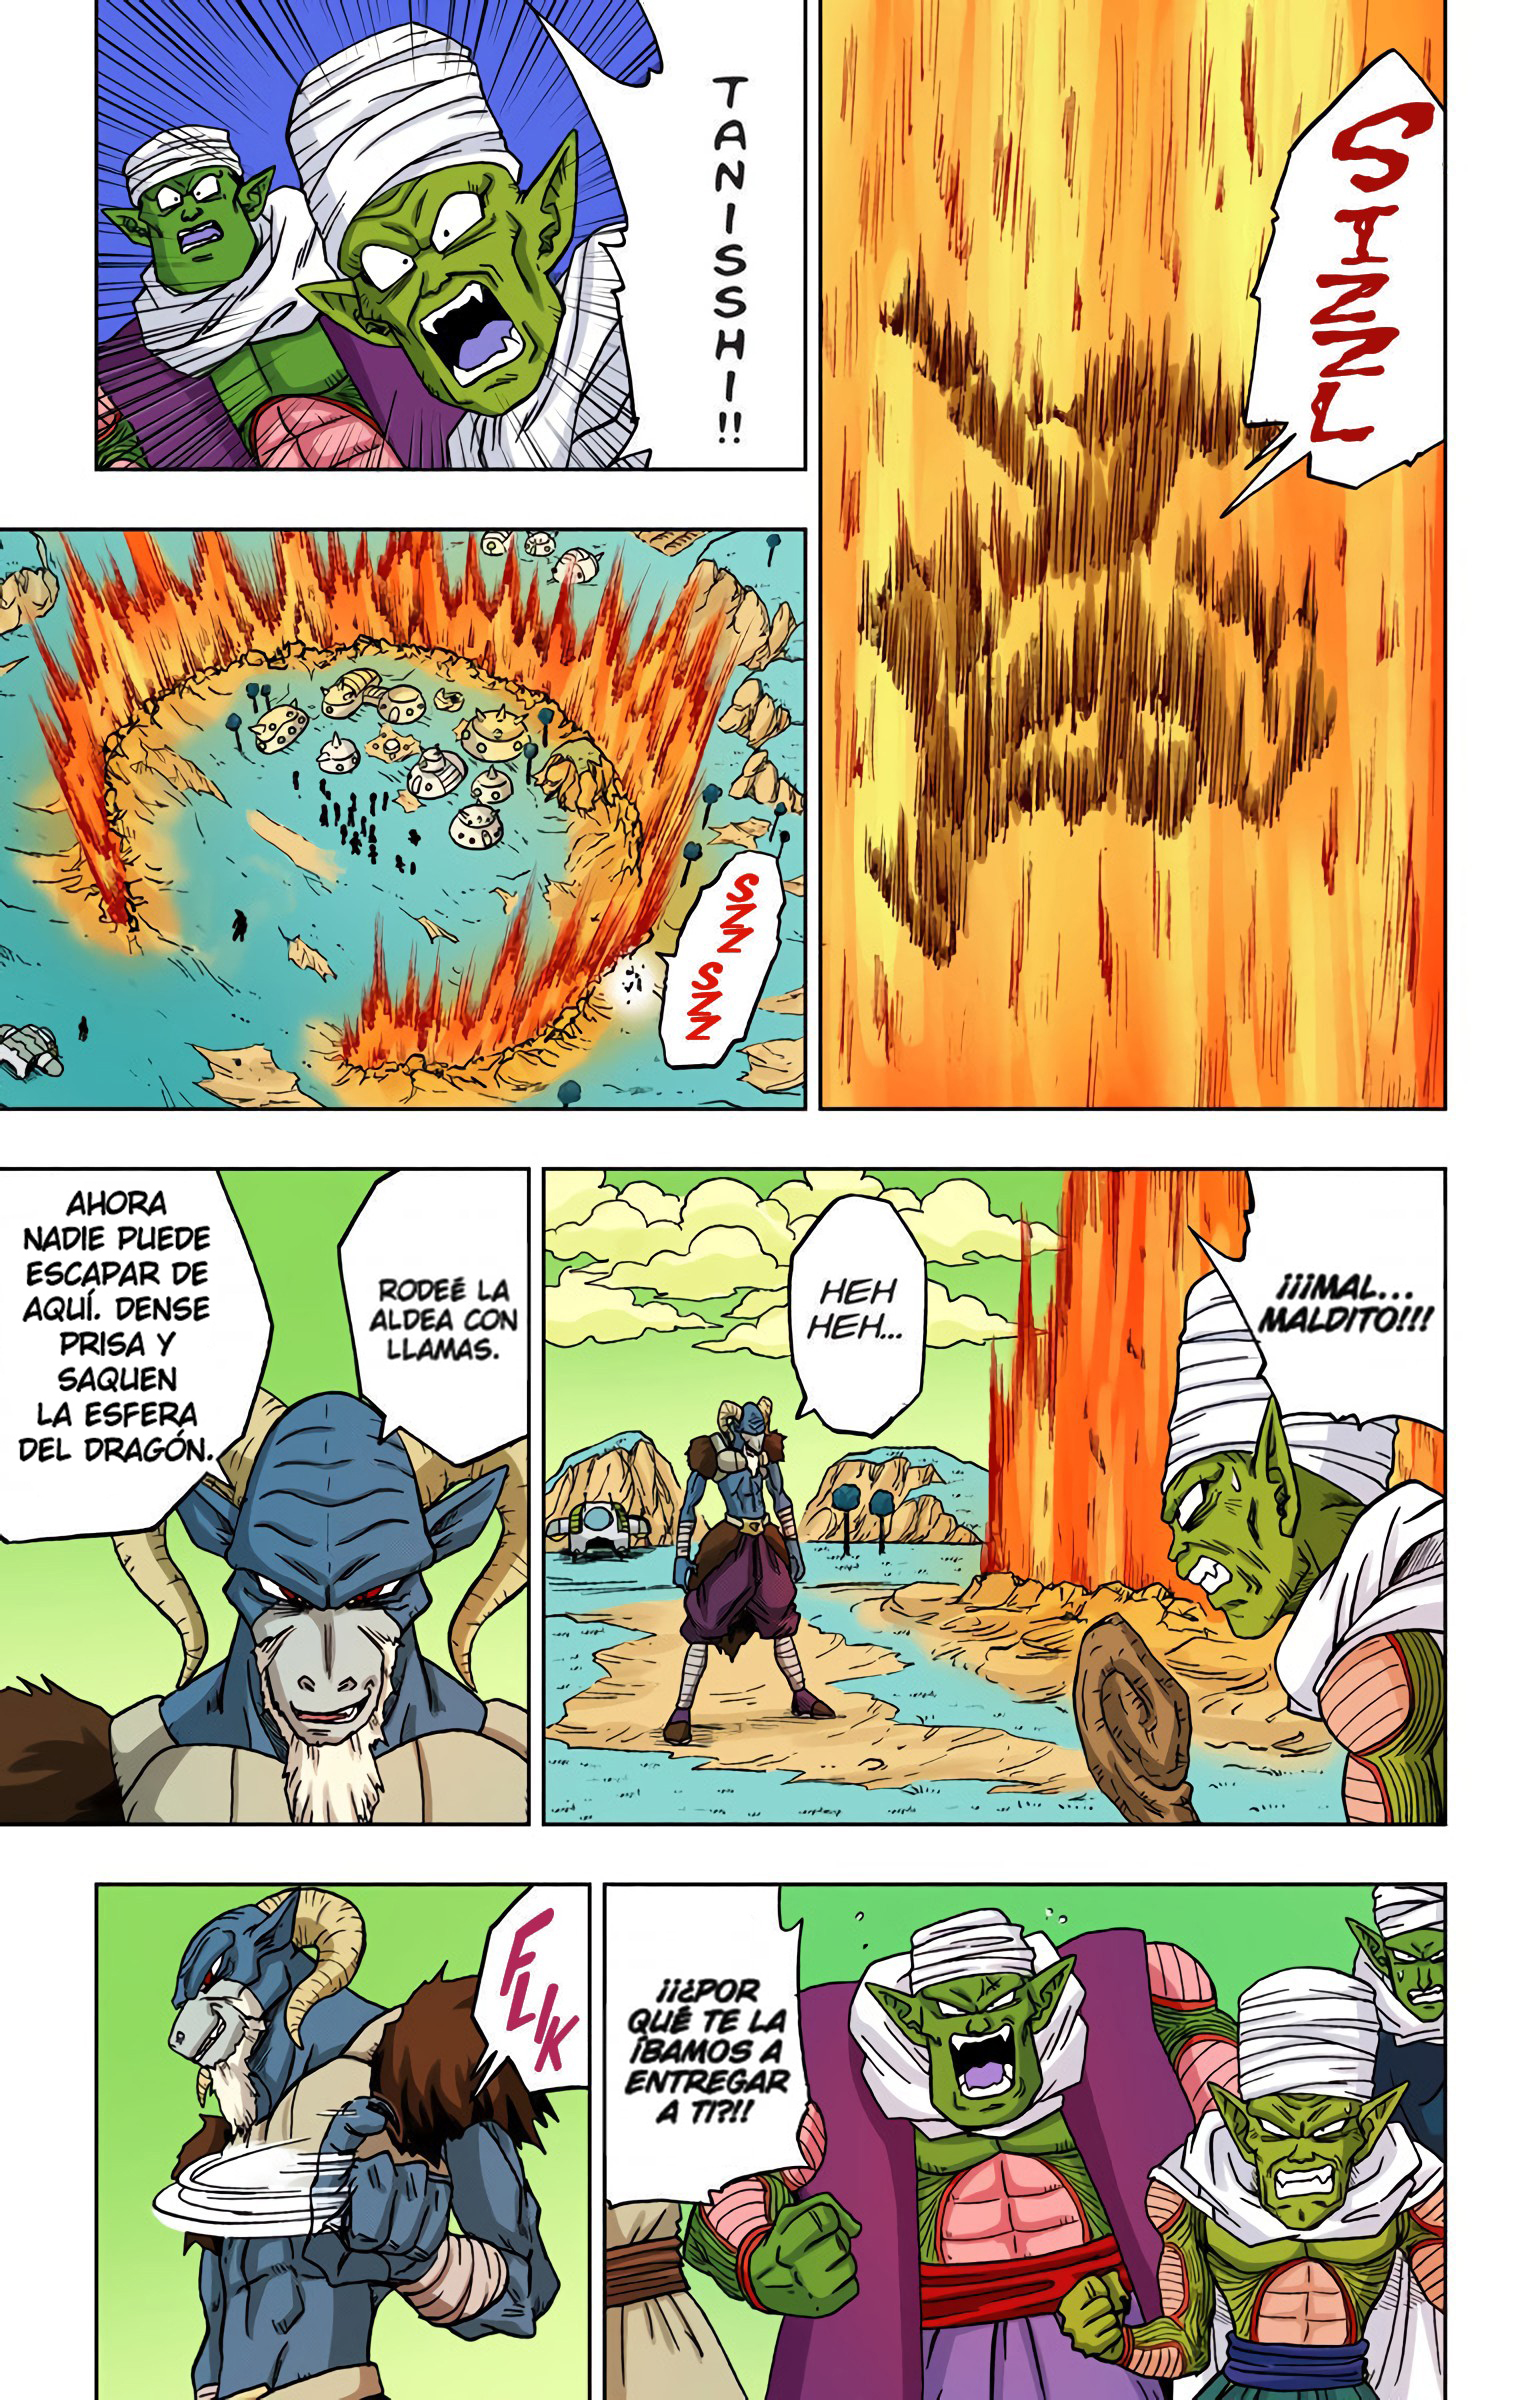 SIZZL
TANISSHI!!
SZZ SZZ
¡¡¡MAL...
MALDITO!!!
HEH
HEH...
RODEÉ LA
ALDEA CON
LLAMAS.
AHORA
NADIE PUEDE
ESCAPAR DE
AQUÍ. DENSE
PRISA Y
SAQUEN
LA ESFERA
DEL DRAGÓN.
¡¡¿POR
QUÉ TE LA
ÍBAMOS A
ENTREGAR
A TI?!!
FLIK